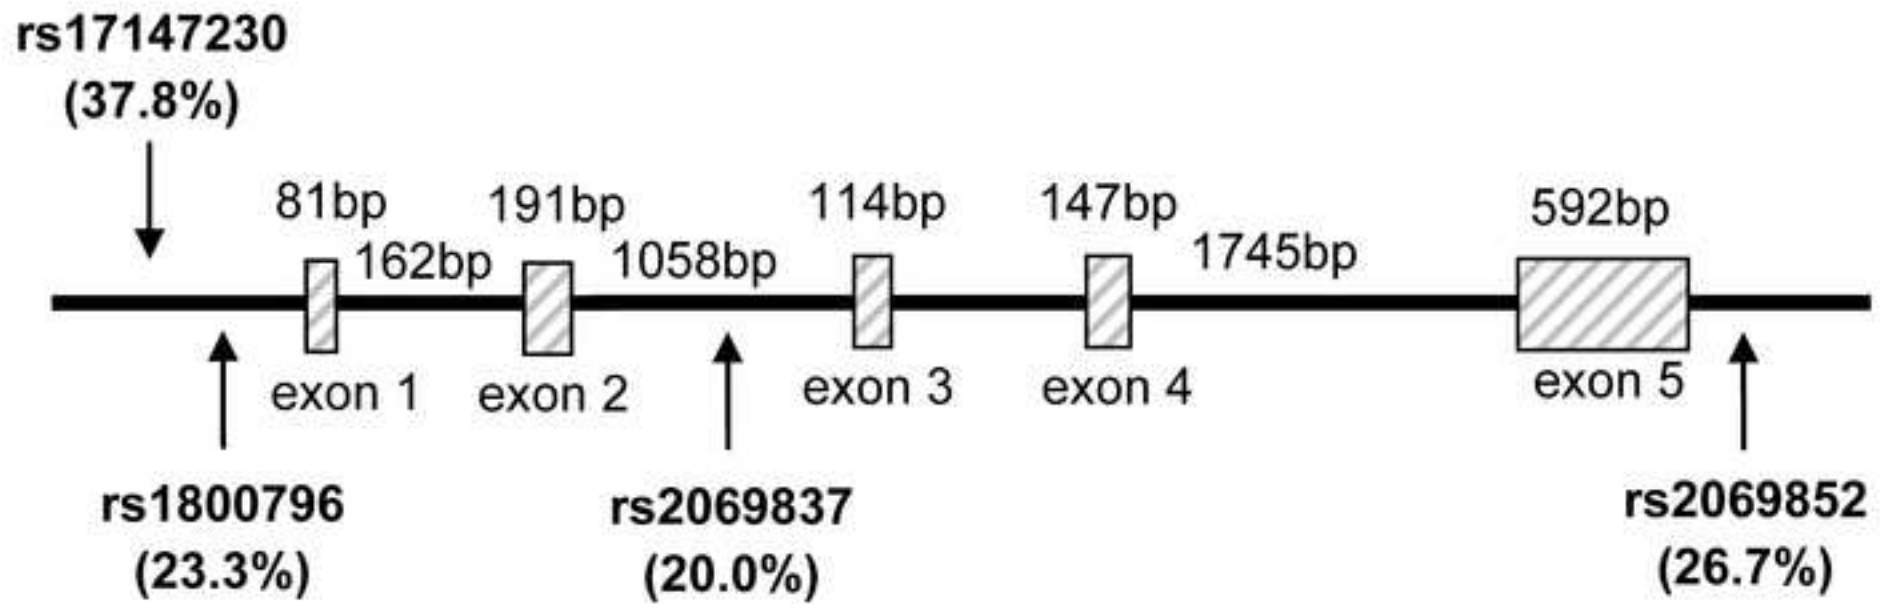 rs17147230
(37.8%)
81bp
191bp
114bp
147bp
592bp
162bp
1058bp
1745bp
exon 1
exon 2
exon 3
exon 4
exon 5
rs1800796
(23.3%)
rs2069837
(20.0%)
rs2069852
(26.7%)